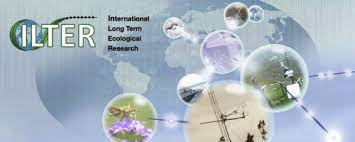 ILTER
International
Long Term
Ecological
Research